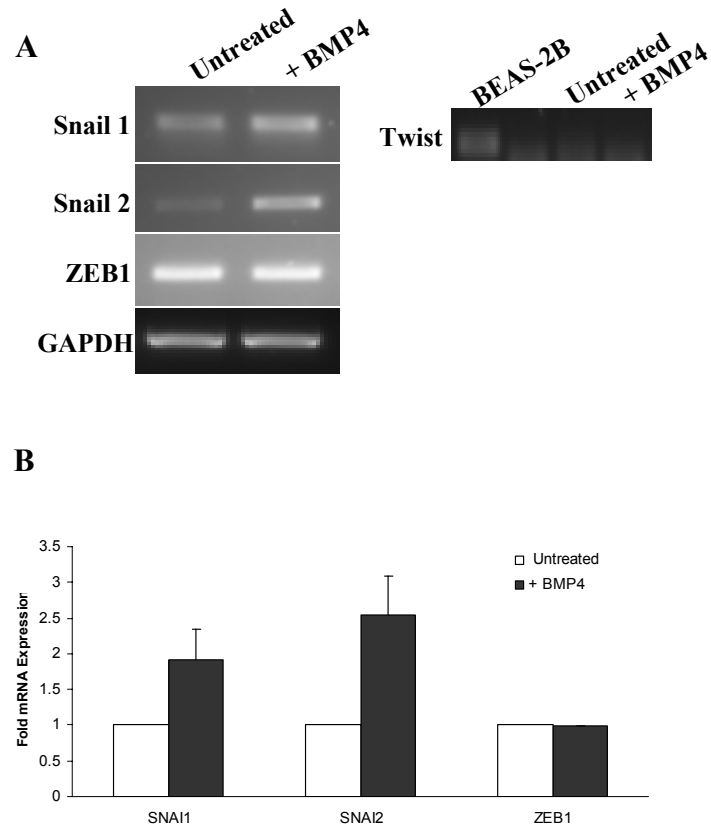 A
Untreated
+ BMP4
Snail 1
Snail 2
ZEB1
GAPDH
BEAS-2B
Untreated
+ BMP4
Twist
B
Fold mRNA Expression
3.5
3
2.5
2
1.5
1
0.5
0
Untreated
+ BMP4
SNAI1
SNAI2
ZEB1